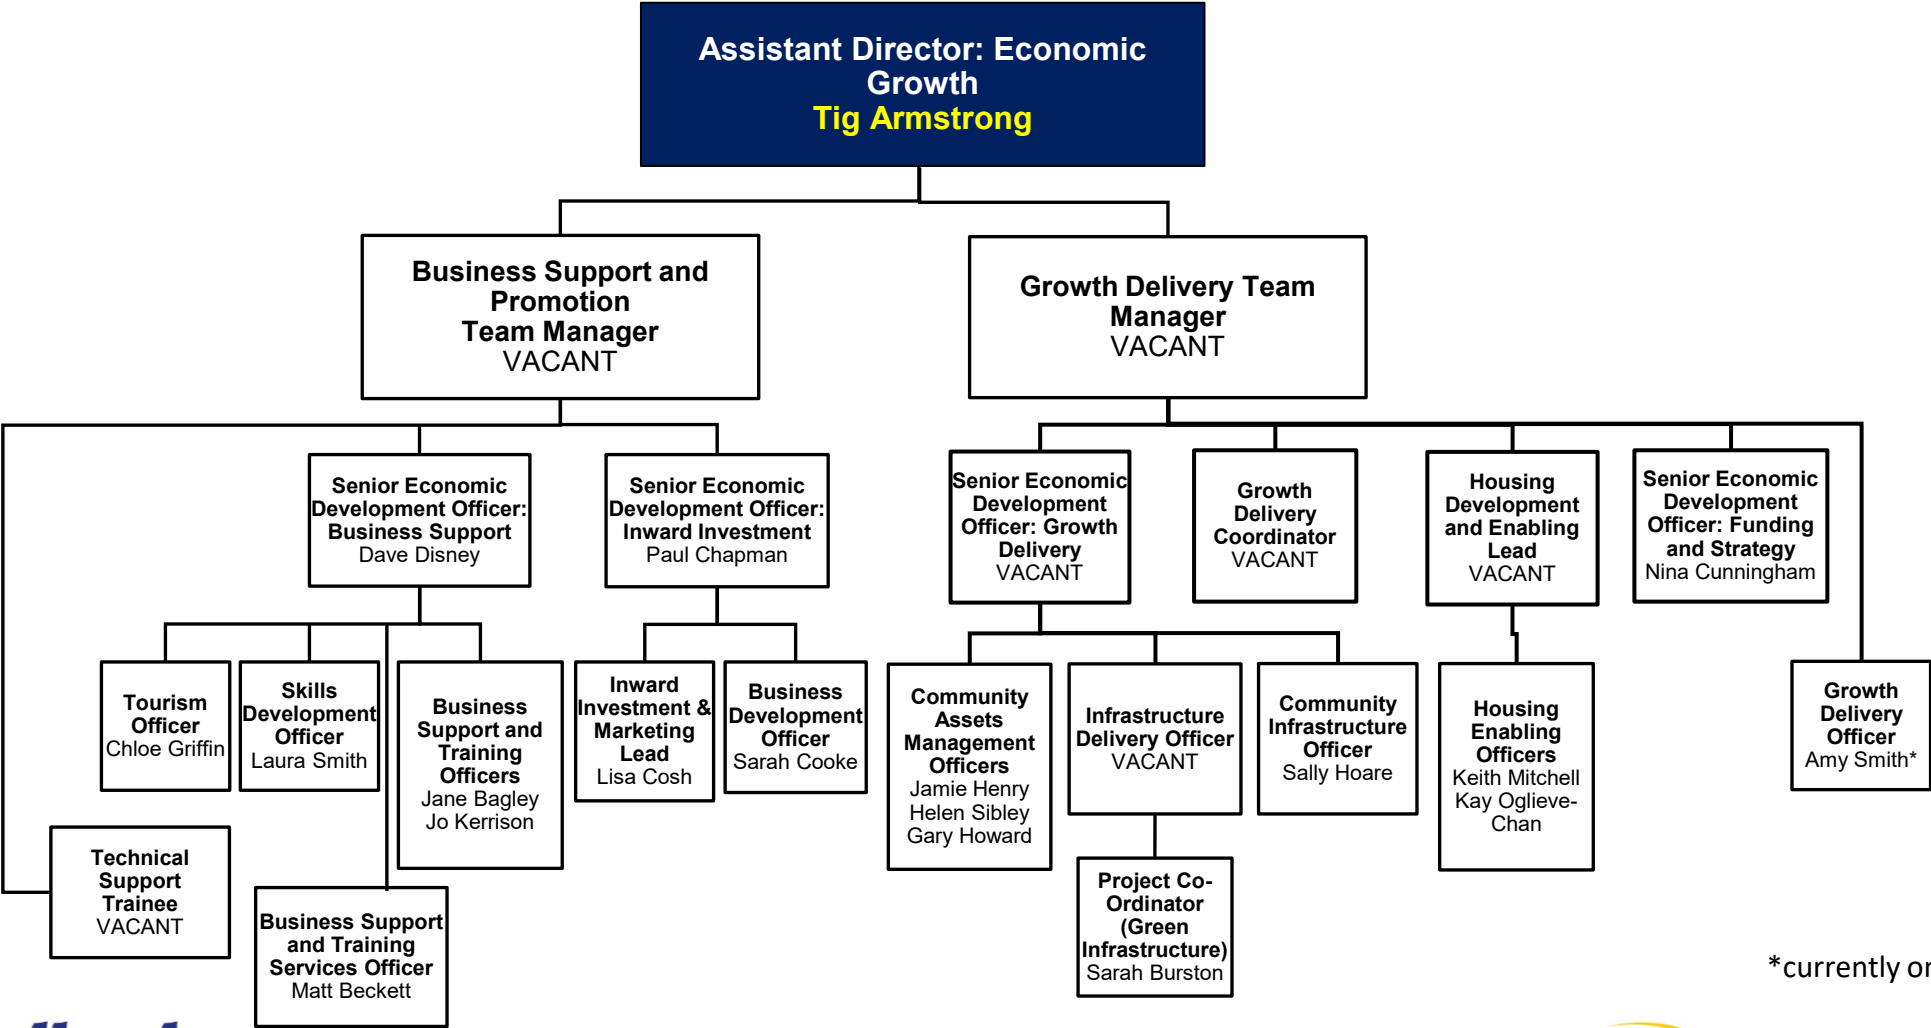 Assistant Director: Economic
Growth
Tig Armstrong
Business Support and
Promotion
Team Manager
VACANT
Growth Delivery Team
Manager
VACANT
Senior Economic
Development Officer:
Business Support
Dave Disney
Senior Economic
Development Officer:
Inward Investment
Paul Chapman
Senior Economic
Development
Officer: Growth
Delivery
VACANT
Growth
Delivery
Coordinator
VACANT
Housing
Development
and Enabling
Lead
VACANT
Senior Economic
Development
Officer: Funding
and Strategy
Nina Cunningham
Tourism
Officer
Chloe Griffin
Skills
Development
Officer
Laura Smith
Business
Support and
Training
Officers
Jane Bagley
Jo Kerrison
Inward
Investment &
Marketing
Lead
Lisa Cosh
Business
Development
Officer
Sarah Cooke
Community
Assets
Management
Officers
Jamie Henry
Helen Sibley
Gary Howard
Infrastructure
Delivery Officer
VACANT
Community
Infrastructure
Officer
Sally Hoare
Housing
Enabling
Officers
Keith Mitchell
Kay Oglieve-
Chan
Growth
Delivery
Officer
Amy Smith*
Technical
Support
Trainee
VACANT
Business Support
and Training
Services Officer
Matt Beckett
Project Co-
Ordinator
(Green
Infrastructure)
Sarah Burston
*currently